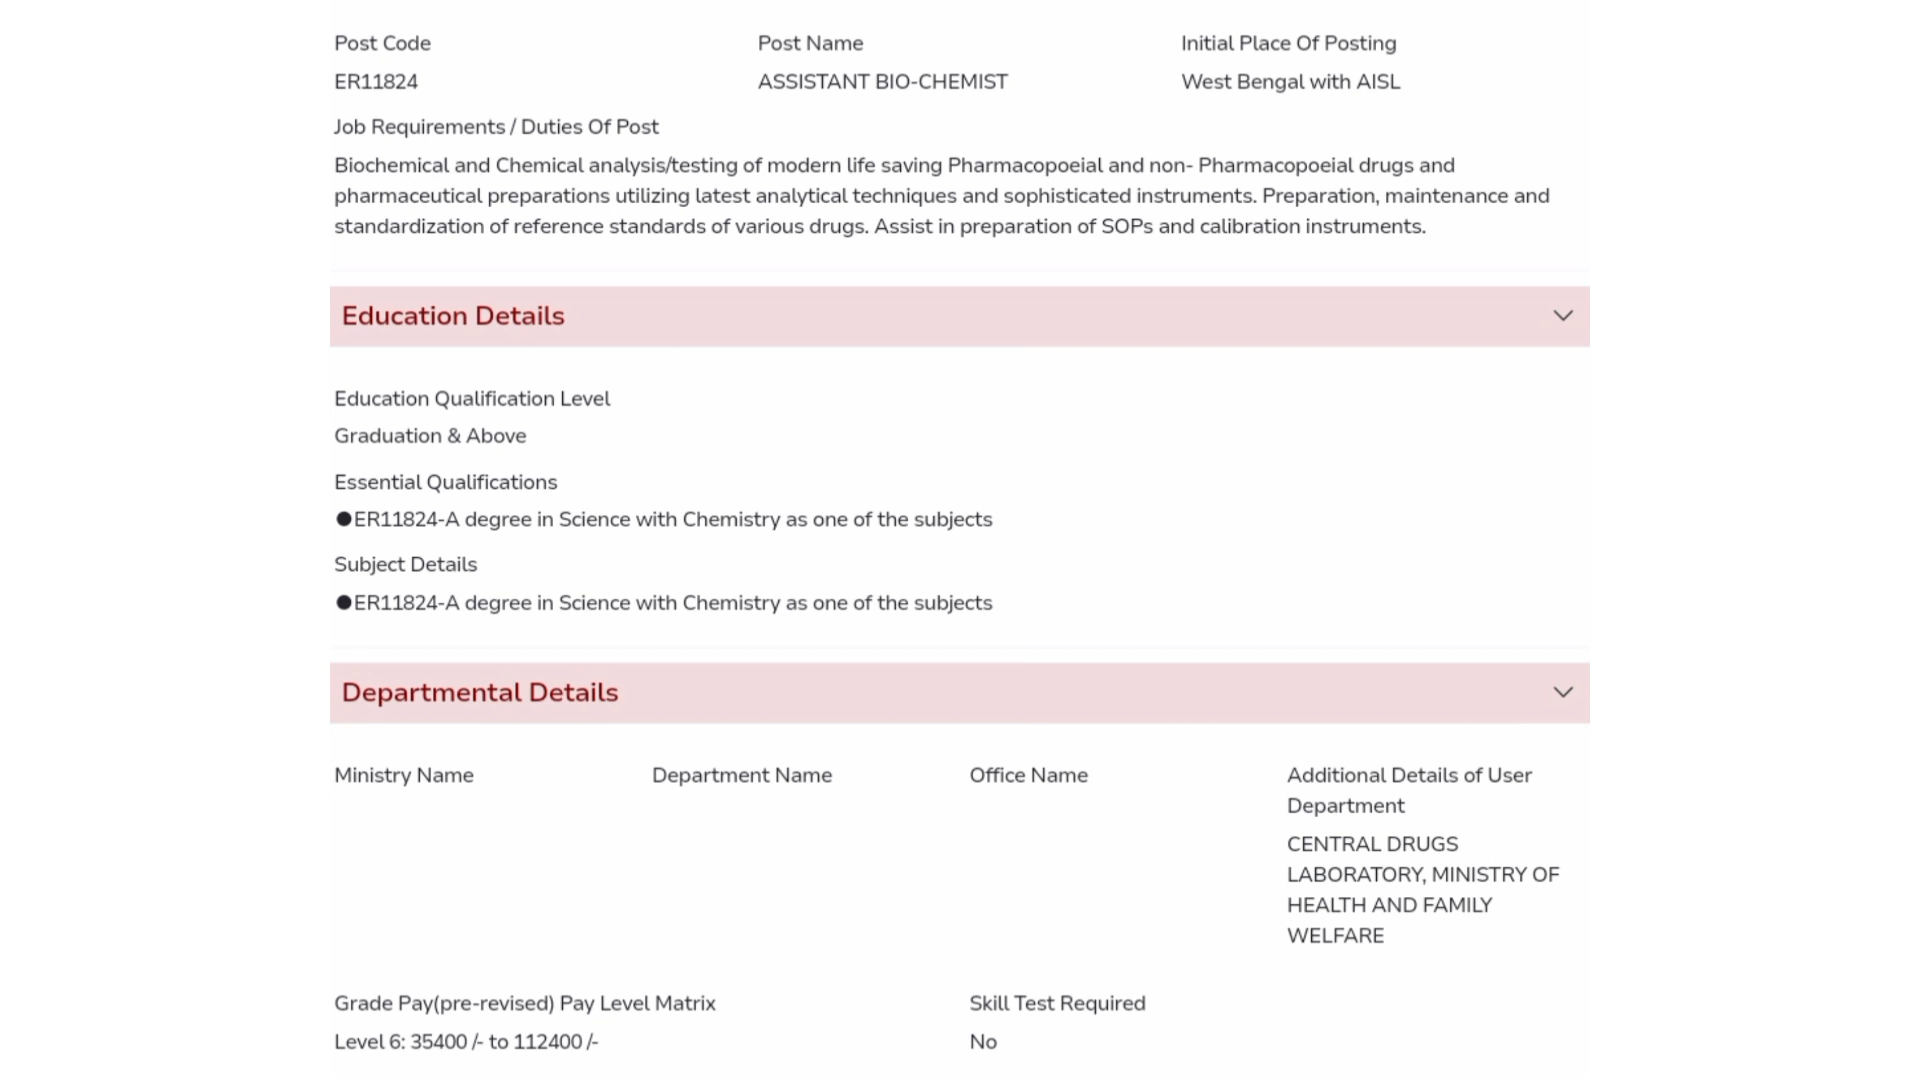 Post Code
Post Name
Initial Place Of Posting
ER11824
ASSISTANT BIO-CHEMIST
West Bengal with AISL
Job Requirements / Duties Of Post
Biochemical and Chemical analysis/testing of modern life saving Pharmacopoeial and non- Pharmacopoeial drugs and
pharmaceutical preparations utilizing latest analytical techniques and sophisticated instruments. Preparation, maintenance and
standardization of reference standards of various drugs. Assist in preparation of SOPs and calibration instruments.
Education Details
Education Qualification Level
Graduation & Above
Essential Qualifications
●ER11824-A degree in Science with Chemistry as one of the subjects
Subject Details
●ER11824-A degree in Science with Chemistry as one of the subjects
Departmental Details
Ministry Name
Department Name
Office Name
Additional Details of User
Department
CENTRAL DRUGS
LABORATORY, MINISTRY OF
HEALTH AND FAMILY
WELFARE
Grade Pay(pre-revised) Pay Level Matrix
Skill Test Required
Level 6: 35400 /- to 112400 /-
No